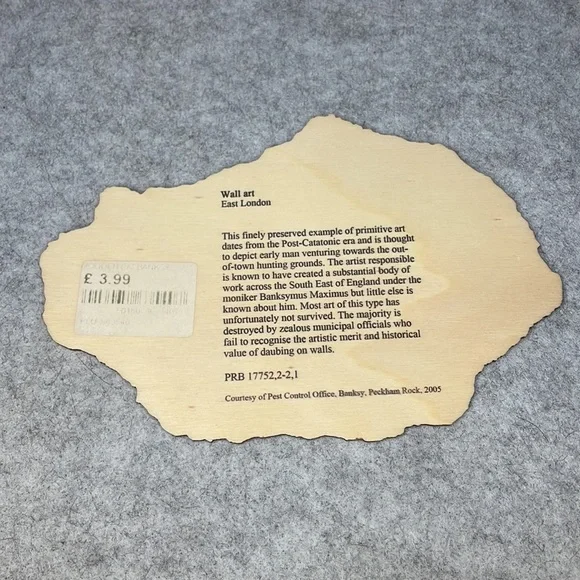 Wall art
East London
This finely preserved example of primitive art
dates from the Post-Catatonic era and is thought
to depict early man venturing towards the out-
of-town hunting grounds. The artist responsible
is known to have created a substantial body of
work across the South East of England under the
moniker Banksymus Maximus but little else is
known about him. Most art of this type has
unfortunately not survived. The majority is
destroyed by zealous municipal officials who
fail to recognise the artistic merit and historical
value of daubing on walls.
PRB 17752,2-2,1
Courtesy of Pest Control Office, Banksy, Peckham Rock, 2005
£ 3.99